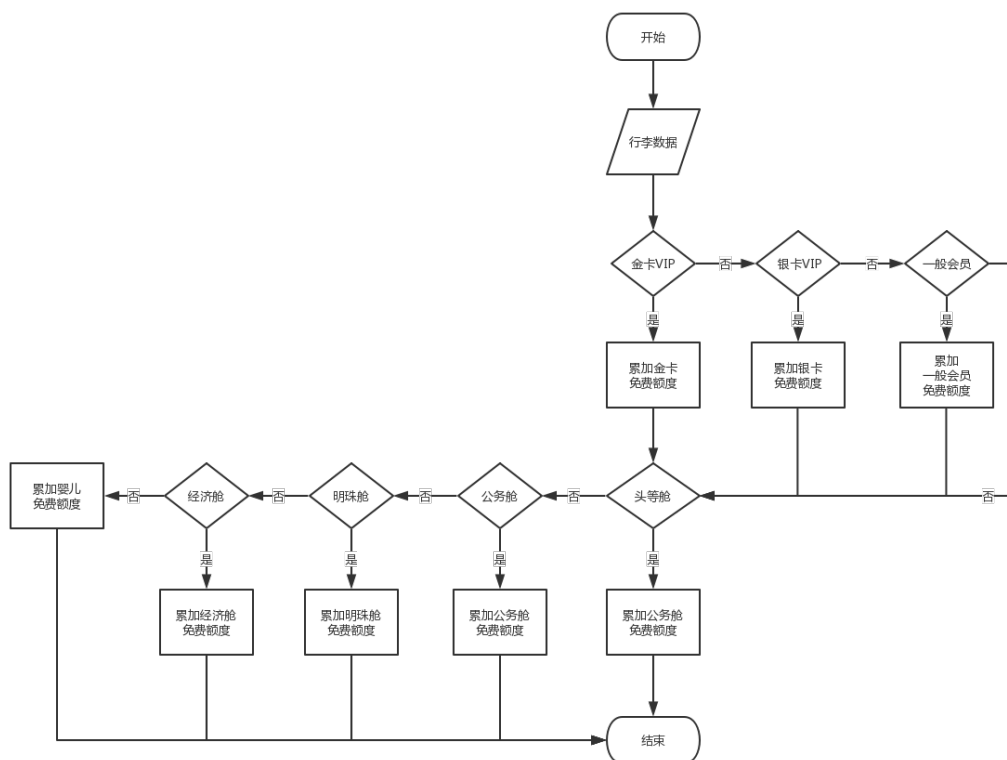 开始
行李数据
金卡VIP
否
银卡VIP
否
一般会员
是
是
是
累加金卡
免费额度
累加银卡
免费额度
累加
一般会员
免费额度
累加婴儿
免费额度
否
经济舱
否
明珠舱
否
公务舱
否
头等舱
否
是
是
是
是
累加经济舱
免费额度
累加明珠舱
免费额度
累加公务舱
免费额度
累加公务舱
免费额度
结束